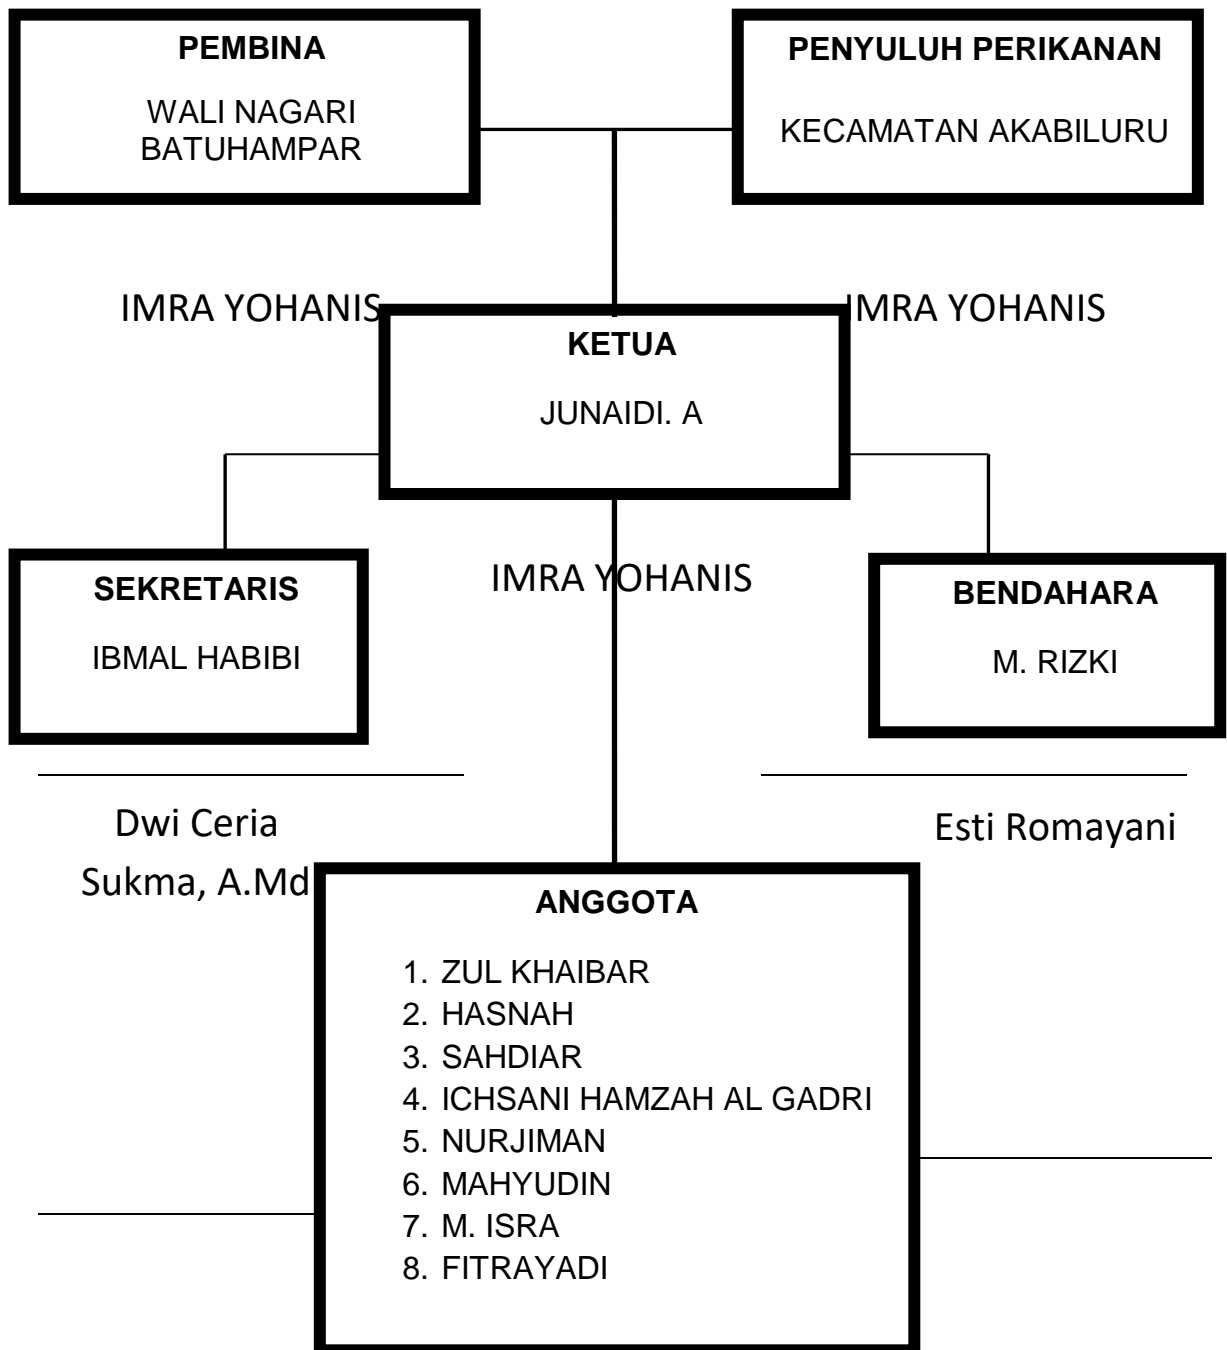 PEMBINA
WALI NAGARI
BATUHAMPAR
PENYULUH PERIKANAN
KECAMATAN AKABILURU
IMRA YOHANIS
IMRA YOHANIS
KETUA
JUNAIDI. A
IMRA YOHANIS
SEKRETARIS
IBMAL HABIBI
BENDAHARA
M. RIZKI
Dwi Ceria
Sukma, A.Md
Esti Romayani
ANGGOTA
1. ZUL KHAIBAR
2. HASNAH
3. SAHDIAR
4. ICHSANI HAMZAH AL GADRI
5. NURJIMAN
6. MAHYUDIN
7. M. ISRA
8. FITRAYADI